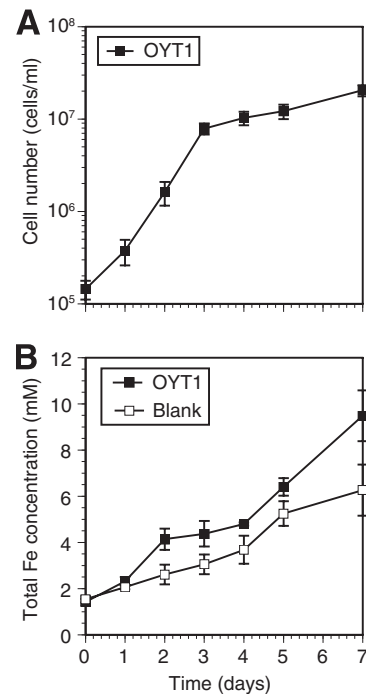 A
10⁸
OYT1
10⁷
10⁶
10⁵
Cell number (cells/ml)
B
12
OYT1
Blank
10
8
6
4
2
0
Total Fe concentration (mM)
0 1 2 3 4 5 6 7
Time (days)